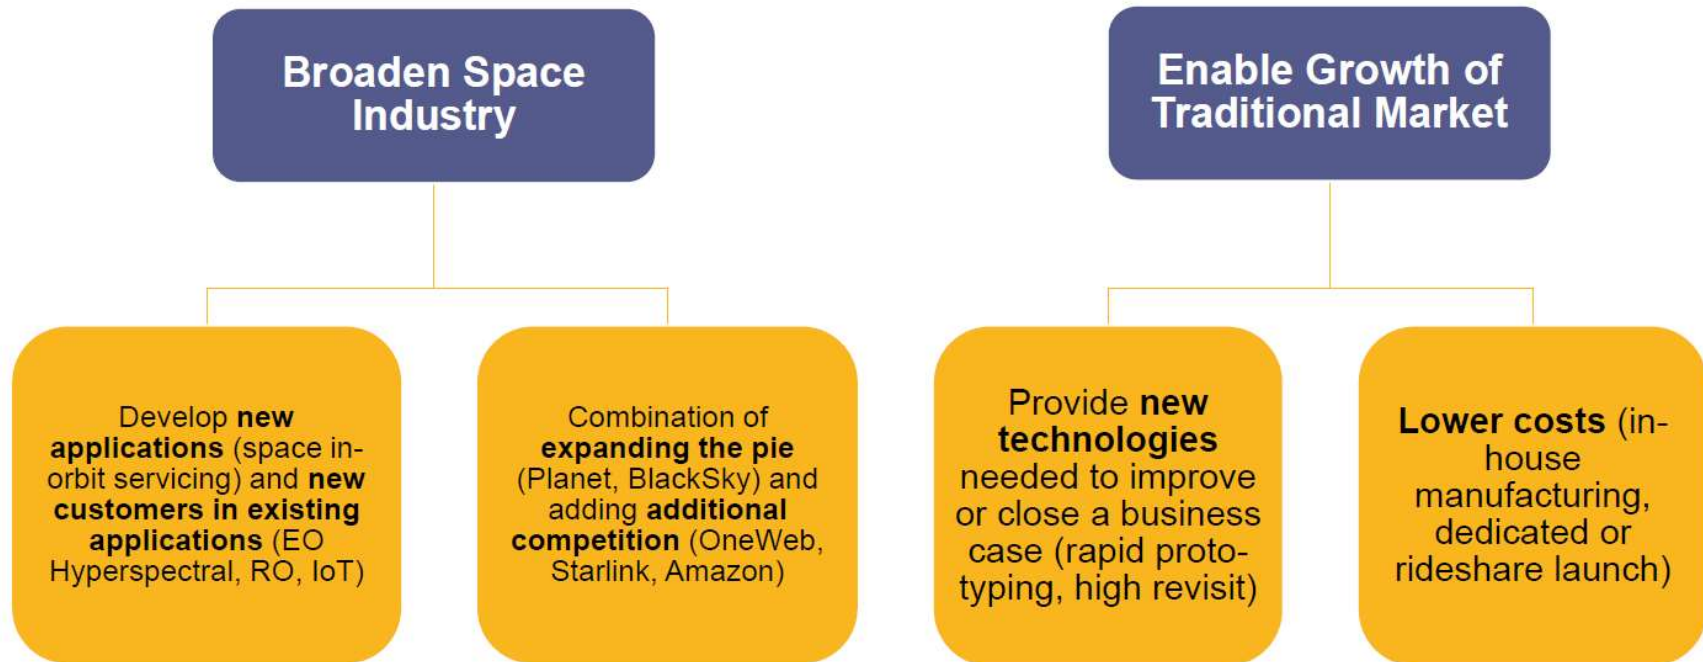 Broaden Space
Industry
Enable Growth of
Traditional Market
Develop new
applications (space in-
orbit servicing) and new
customers in existing
applications (EO
Hyperspectral, RO, IoT)
Combination of
expanding the pie
(Planet, BlackSky) and
adding additional
competition (OneWeb,
Starlink, Amazon)
Provide new
technologies
needed to improve
or close a business
case (rapid proto-
typing, high revisit)
Lower costs (in-
house
manufacturing,
dedicated or
rideshare launch)